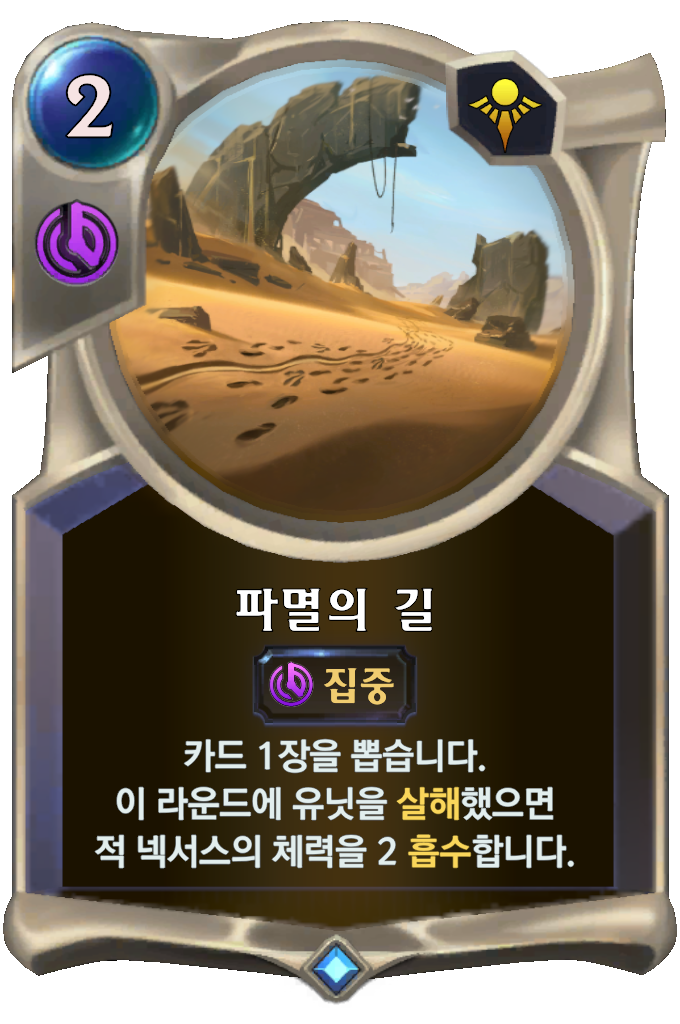 2
파멸의 길
집중
카드 1장을 뽑습니다.
이 라운드에 유닛을 살해했으면
적 넥서스의 체력을 2 흡수합니다.